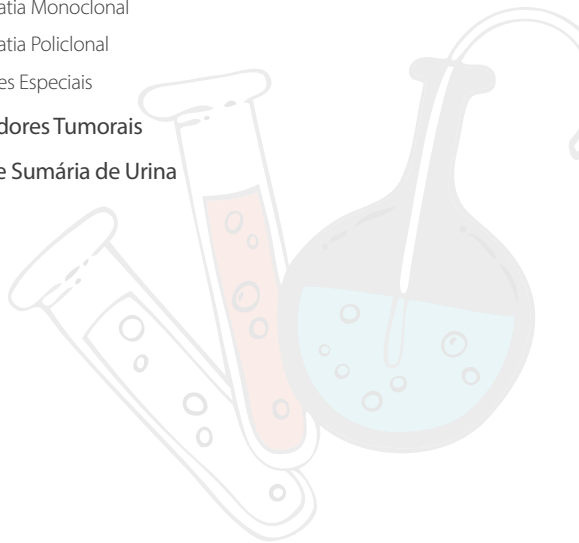 atia Monoclonal
atia Policlonal
es Especiais
dores Tumorais
e Sumária de Urina